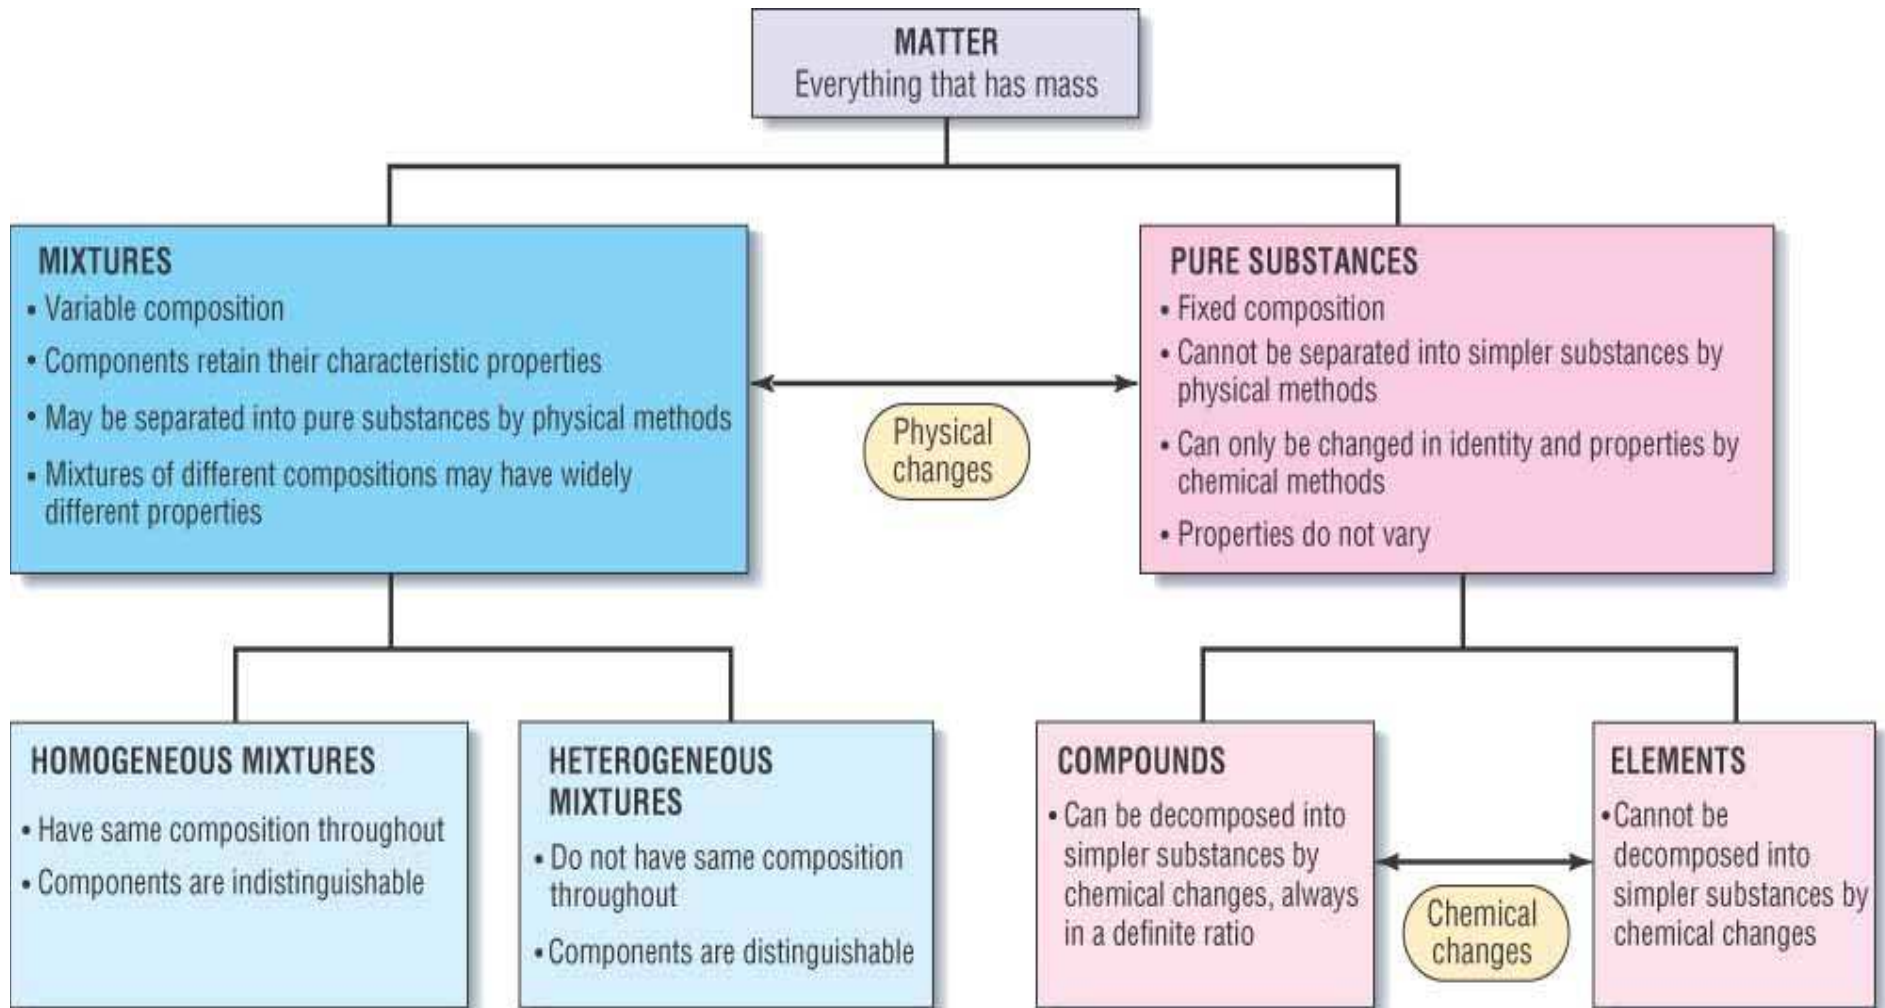 MATTER
Everything that has mass
MIXTURES
• Variable composition
• Components retain their characteristic properties
• May be separated into pure substances by physical methods
• Mixtures of different compositions may have widely
different properties
Physical
changes
PURE SUBSTANCES
• Fixed composition
• Cannot be separated into simpler substances by
physical methods
• Can only be changed in identity and properties by
chemical methods
• Properties do not vary
HOMOGENEOUS MIXTURES
• Have same composition throughout
• Components are indistinguishable
HETEROGENEOUS
MIXTURES
• Do not have same composition
throughout
• Components are distinguishable
COMPOUNDS
• Can be decomposed into
simpler substances by
chemical changes, always
in a definite ratio
Chemical
changes
ELEMENTS
• Cannot be
decomposed into
simpler substances by
chemical changes